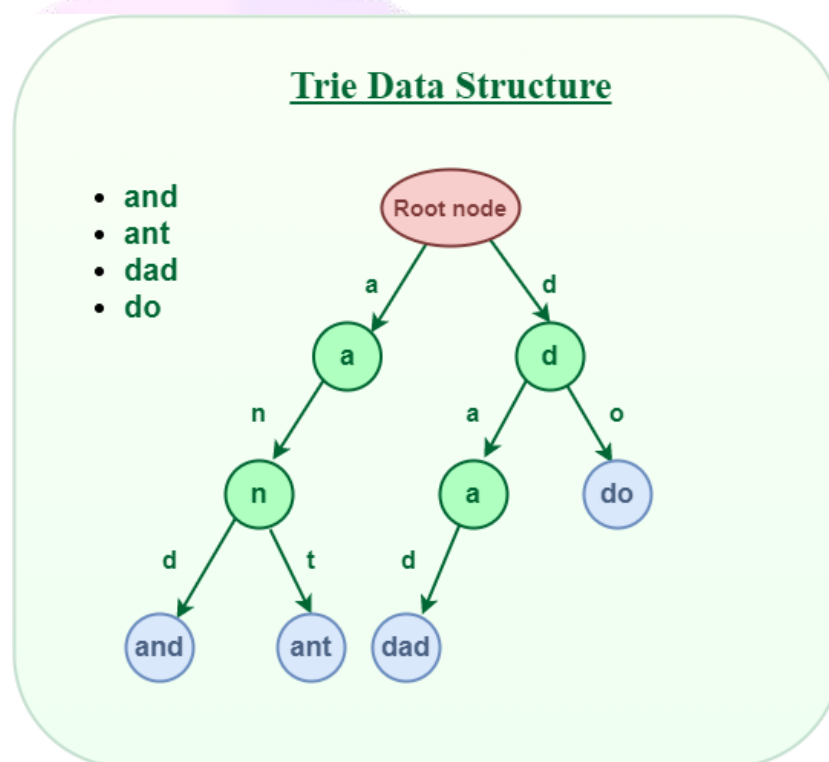 Trie Data Structure
• and
• ant
• dad
• do
Root node
a
d
a
d
n
a
o
n
a
do
d
t
d
and
ant
dad